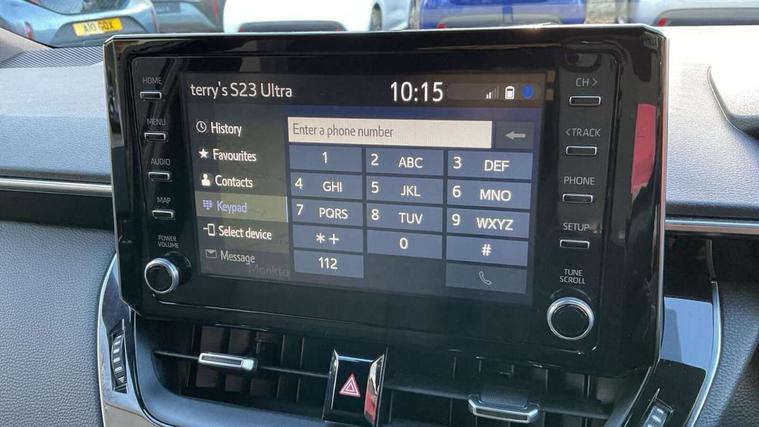 HOME
MENU
AUDIO
MAP
POWER
VOLUME
terry's S23 Ultra
10:15
History
Favourites
Contacts
Keypad
Select device
Message
Enter a phone number
1
2 ABC
3 DEF
4 GHI
5 JKL
6 MNO
7 PQRS
8 TUV
9 WXYZ
*+
0
#
112
CH >
< TRACK
PHONE
SETUP
TUNE
SCROLL